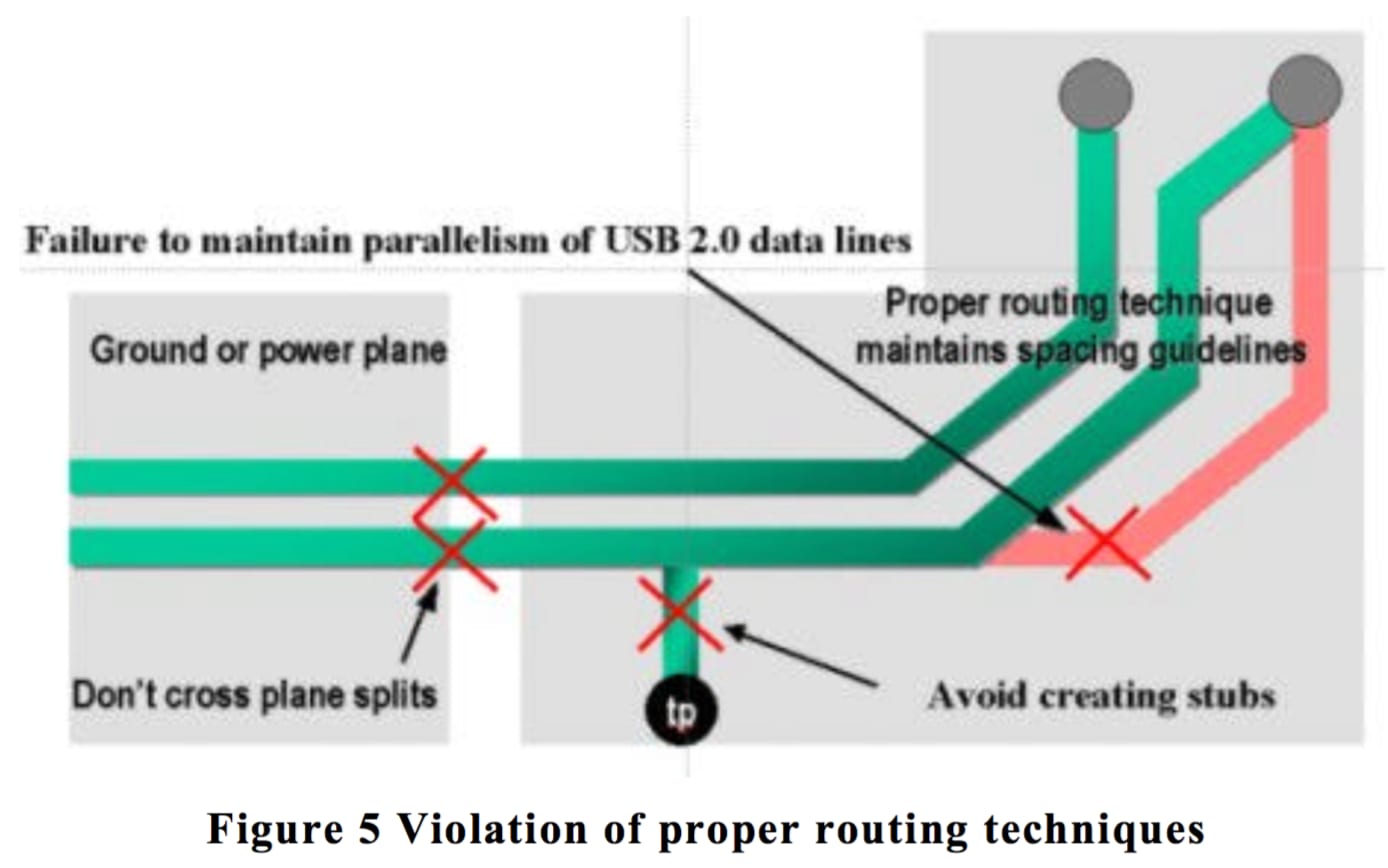 Failure to maintain parallelism of USB 2.0 data lines
Proper routing technique
maintains spacing guidelines
Ground or power plane
Don't cross plane splits
tp
Avoid creating stubs
Figure 5 Violation of proper routing techniques